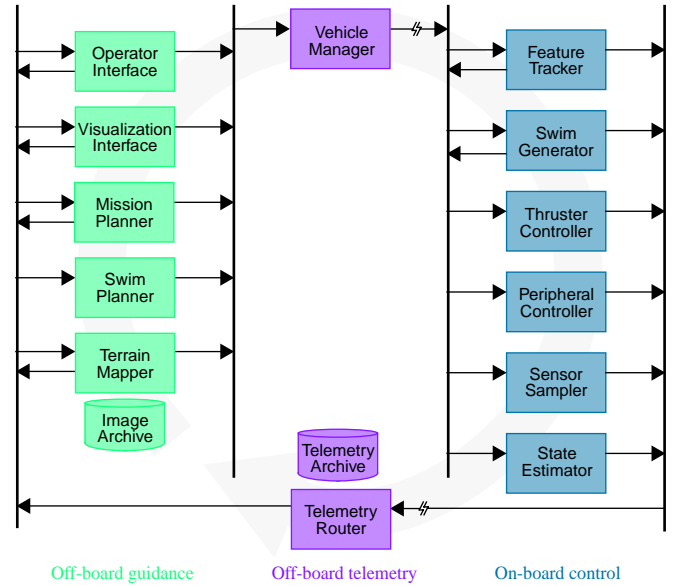 Operator
Interface
Visualization
Interface
Mission
Planner
Swim
Planner
Terrain
Mapper
Image
Archive
Vehicle
Manager
Telemetry
Archive
Telemetry
Router
Feature
Tracker
Swim
Generator
Thruster
Controller
Peripheral
Controller
Sensor
Sampler
State
Estimator
Off-board guidance
Off-board telemetry
On-board control